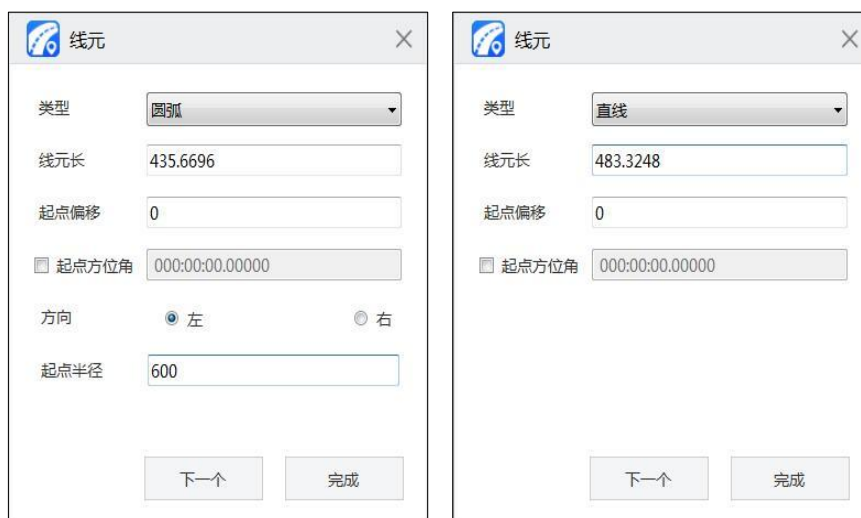 线元
类型
圆弧
线元长
435.6696
起点偏移
0
起点方位角
000:00:00.00000
方向
左
右
起点半径
600
下一个
完成
线元
类型
直线
线元长
483.3248
起点偏移
0
起点方位角
000:00:00.00000
下一个
完成